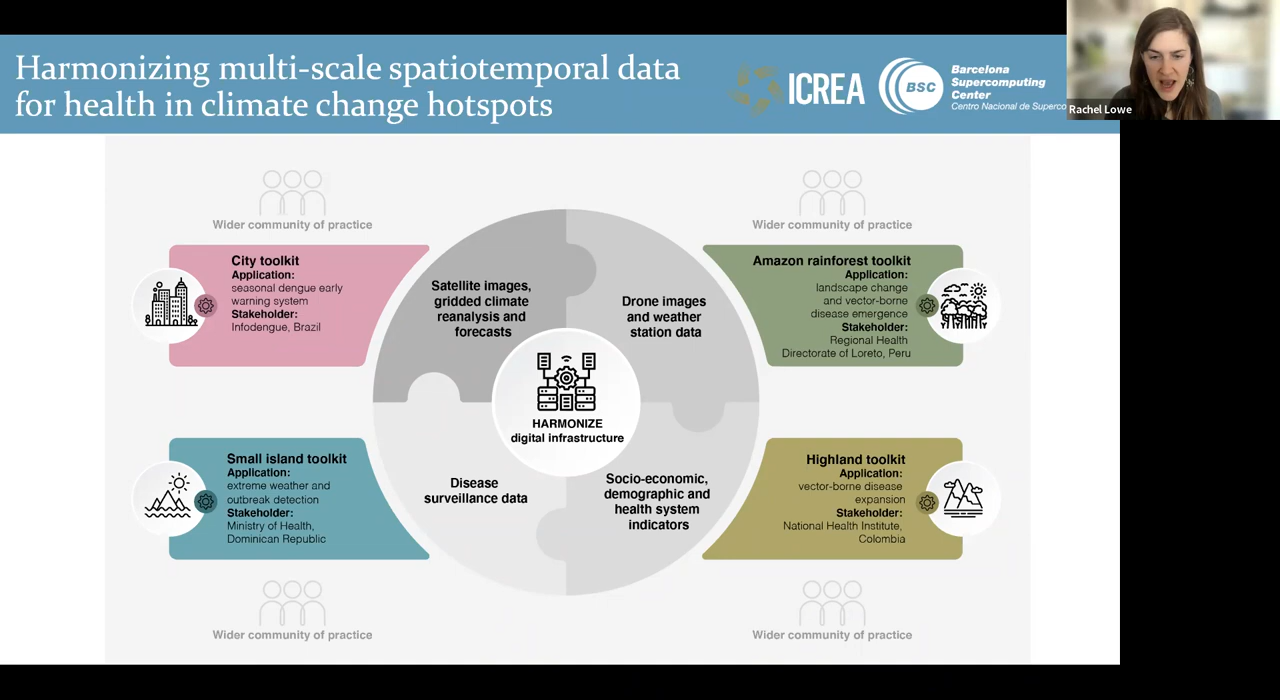 Harmonizing multi-scale spatiotemporal data
for health in climate change hotspots
ICREA
BSC
Barcelona
Supercomputing
Center
Centro Nacional de Superco
Rachel Lowe
Wider community of practice
Wider community of practice
City toolkit
Application:
seasonal dengue early
warning system
Stakeholder:
Infodengue, Brazil
Satellite images,
gridded climate
reanalysis and
forecasts
Drone images
and weather
station data
Amazon rainforest toolkit
Application:
landscape change
and vector-borne
disease emergence
Stakeholder:
Regional Health
Directorate of Loreto, Peru
HARMONIZE
digital infrastructure
Small island toolkit
Application:
extreme weather and
outbreak detection
Stakeholder:
Ministry of Health,
Dominican Republic
Disease
surveillance data
Socio-economic,
demographic and
health system
indicators
Highland toolkit
Application:
vector-borne disease
expansion
Stakeholder:
National Health Institute,
Colombia
Wider community of practice
Wider community of practice